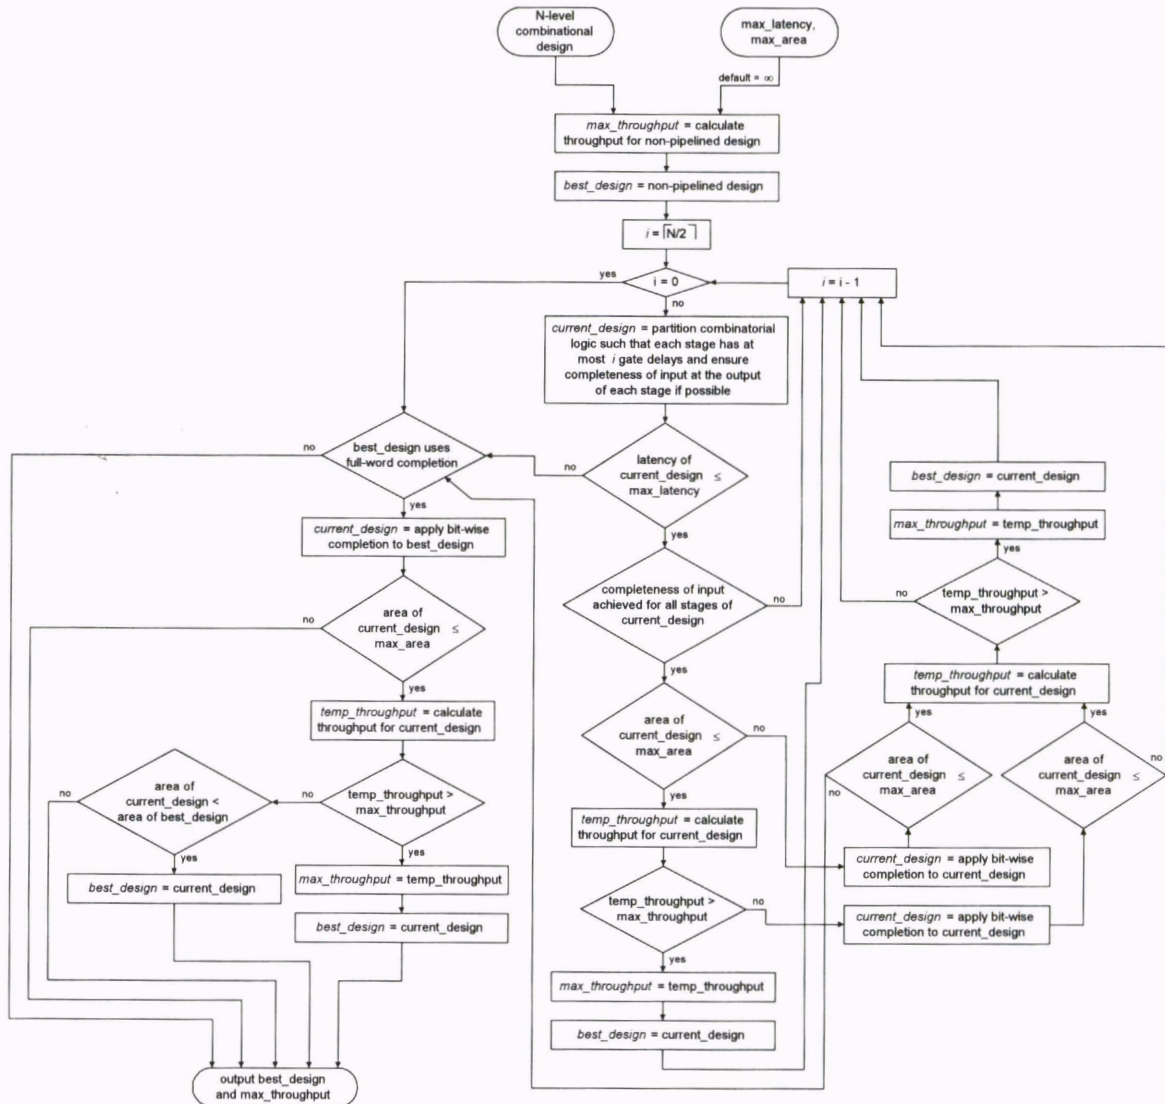 N-level
combinational
design
max_latency,
max_area
default = ∞
max_throughput = calculate
throughput for non-pipelined design
best_design = non-pipelined design
i = ⌈N/2⌉
yes
i = 0
i = i - 1
no
current_design = partition combinatorial
logic such that each stage has at
most i gate delays and ensure
completeness of input at the output
of each stage if possible
no
best_design uses
full-word completion
no
latency of
current_design ≤
max_latency
best_design = current_design
yes
current_design = apply bit-wise
completion to best_design
yes
max_throughput = temp_throughput
yes
completeness of input
achieved for all stages of
current_design
no
no
temp_throughput >
max_throughput
no
area of
current_design ≤
max_area
yes
yes
temp_throughput = calculate
throughput for current_design
temp_throughput = calculate
throughput for current_design
area of
current_design ≤
max_area
no
yes
yes
area of
current_design ≤
max_area
no
area of
current_design ≤
max_area
no
no
area of
current_design <
area of best_design
no
temp_throughput >
max_throughput
yes
temp_throughput = calculate
throughput for current_design
yes
yes
current_design = apply bit-wise
completion to current_design
best_design = current_design
max_throughput = temp_throughput
temp_throughput >
max_throughput
no
current_design = apply bit-wise
completion to current_design
best_design = current_design
yes
max_throughput = temp_throughput
best_design = current_design
output best_design
and max_throughput